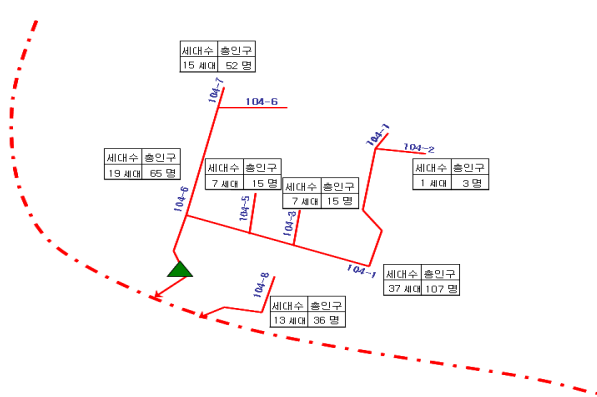 세대수 총인구
15 세대 52 명
104-7
104-6
104-1
104-2
세대수 총인구
19 세대 65 명
세대수 총인구
7 세대 15 명
세대수 총인구
1 세대 3 명
세대수 총인구
7 세대 15 명
104-6
104-5
104-3
104-1
세대수 총인구
37 세대 107 명
104-8
세대수 총인구
13 세대 36 명